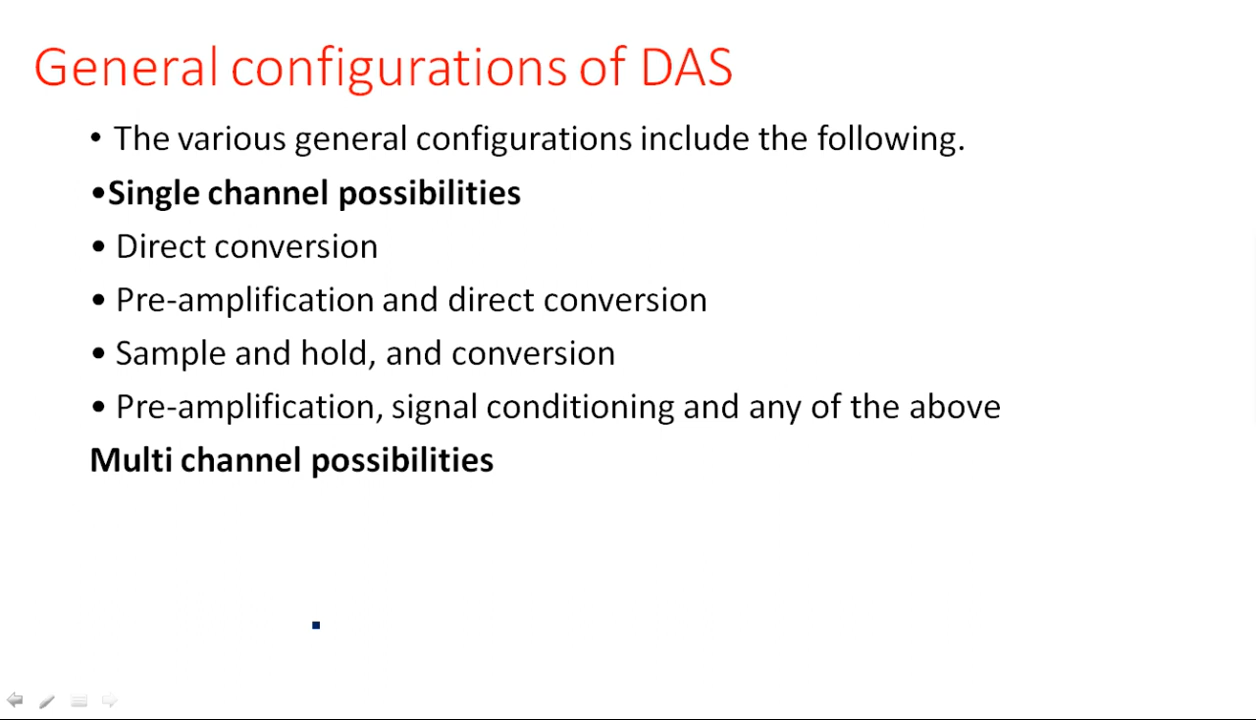 General configurations of DAS
• The various general configurations include the following.
•Single channel possibilities
• Direct conversion
• Pre-amplification and direct conversion
• Sample and hold, and conversion
• Pre-amplification, signal conditioning and any of the above
Multi channel possibilities